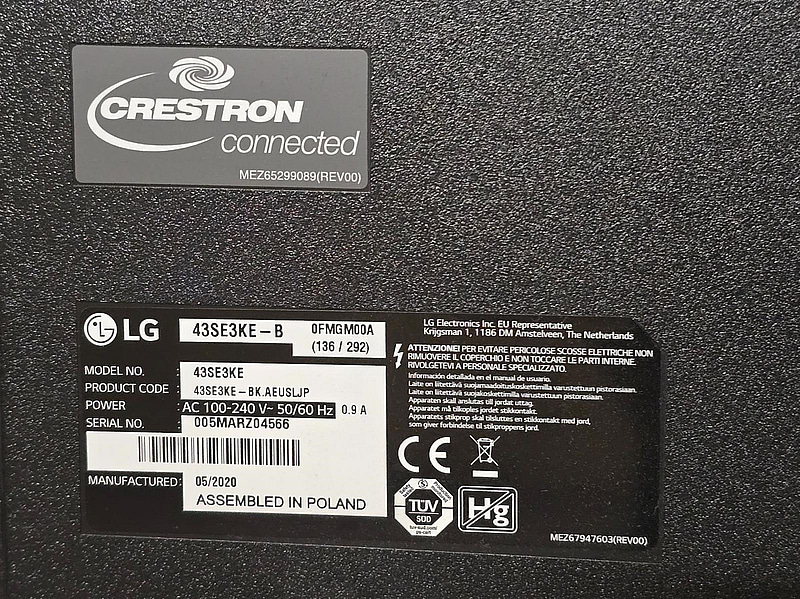 CRESTRON
connected
MEZ65299089(REV00)
LG
43SE3KE-B
0FMGM00A
(136 / 292)
MODEL NO. : 43SE3KE
PRODUCT CODE : 43SE3KE-BK.AEUSLJP
POWER : AC 100-240 V~ 50/60 Hz 0.9 A
SERIAL NO. : 005MARZ04566
MANUFACTURED: 05/2020
ASSEMBLED IN POLAND
LG Electronics Inc. EU Representative
Krijgsman 1, 1186 DM Amstelveen, The Netherlands
ATTENZIONE! PER EVITARE PERICOLOSE SCOSSE ELETTRICHE NON
RIMUOVERE IL COPERCHIO E NON TOCCARE LE PARTI INTERNE.
RIVOLGETEVI A PERSONALE SPECIALIZZATO.
Información detallada en el manual de usuario.
Laite on liitettävä suojamaadoituskoskettimilla varustettuun pistorasiaan.
Laite on liitettävä suojakoskettimilla varustettuun pistorasiaan.
Apparaten skall anslutas till jordat uttag.
Apparatet må tilkoples jordet stikkontakt.
Apparatets stikprop skal tilsluttes en stikkontakt med jord,
som giver forbindelse til stikproppens jord.
CE
TÜV
SÜD
tuv-sud.com/
ps-cert
Hg
MEZ67947603(REV00)